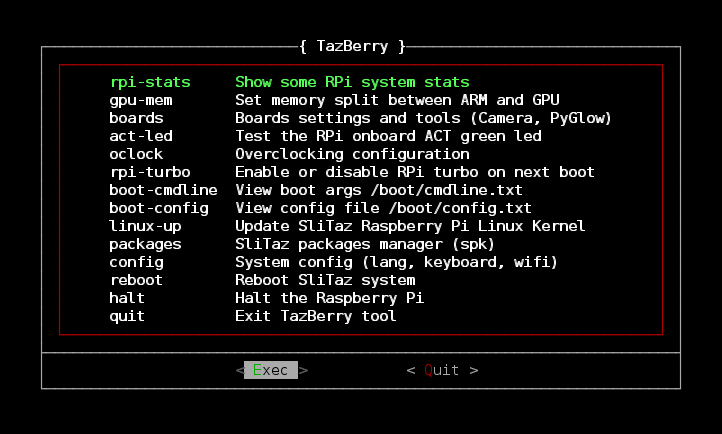 { TazBerry }
rpi-stats Show some RPi system stats
gpu-mem Set memory split between ARM and GPU
boards Boards settings and tools (Camera, PyGlow)
act-led Test the RPi onboard ACT green led
oclock Overclocking configuration
rpi-turbo Enable or disable RPi turbo on next boot
boot-cmdline View boot args /boot/cmdline.txt
boot-config View config file /boot/config.txt
linux-up Update SliTaz Raspberry Pi Linux Kernel
packages SliTaz packages manager (spk)
config System config (lang, keyboard, wifi)
reboot Reboot SliTaz system
halt Halt the Raspberry Pi
quit Exit TazBerry tool
< Exec > < Quit >